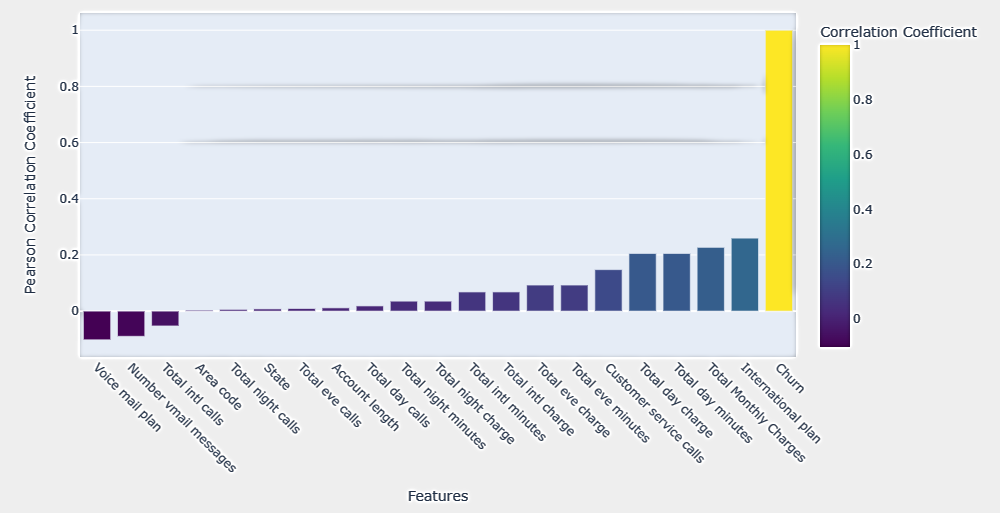 Correlation Coefficient
Pearson Correlation Coefficient
1
0.8
0.6
0.4
0.2
0
1
0.8
0.6
0.4
0.2
0
Voice mail plan
Number vmail messages
Total intl calls
Area code
Total night calls
State
Total eve calls
Account length
Total day calls
Total night minutes
Total night charge
Total intl minutes
Total intl charge
Total eve charge
Total eve minutes
Customer service calls
Total day charge
Total day minutes
Total Monthly Charges
International plan
Churn
Features